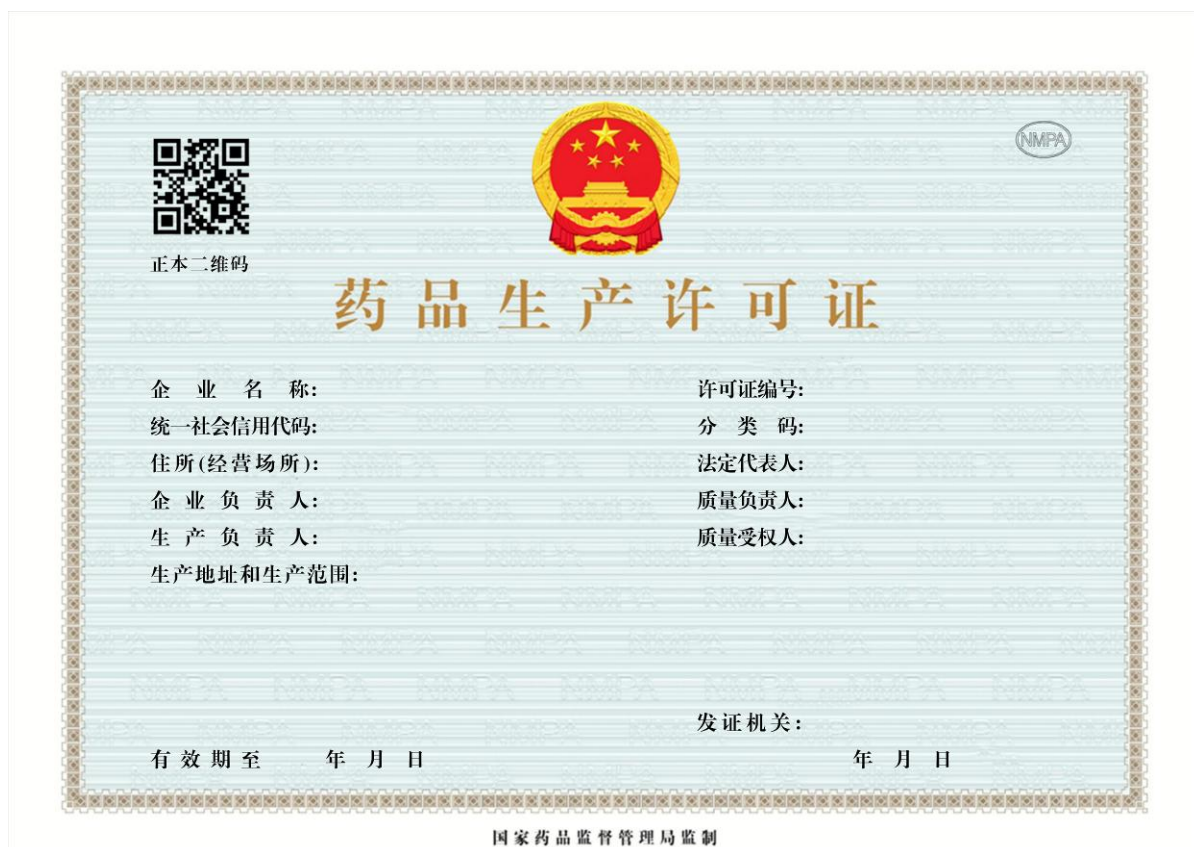 NMPA
正本二维码
药品生产许可证
企业名称:
许可证编号:
统一社会信用代码:
分类码:
住所(经营场所):
法定代表人:
企业负责人:
质量负责人:
生产负责人:
质量受权人:
生产地址和生产范围:
发证机关:
有效期至 年 月 日
年 月 日
国家药品监督管理局监制